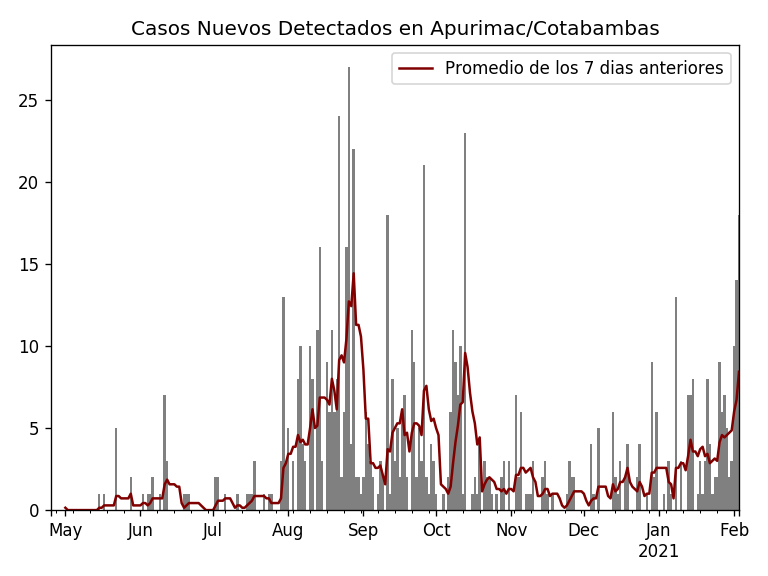 Casos Nuevos Detectados en Apurimac/Cotabambas
Promedio de los 7 dias anteriores
25
20
15
10
5
0
May Jun Jul Aug Sep Oct Nov Dec Jan Feb
2021